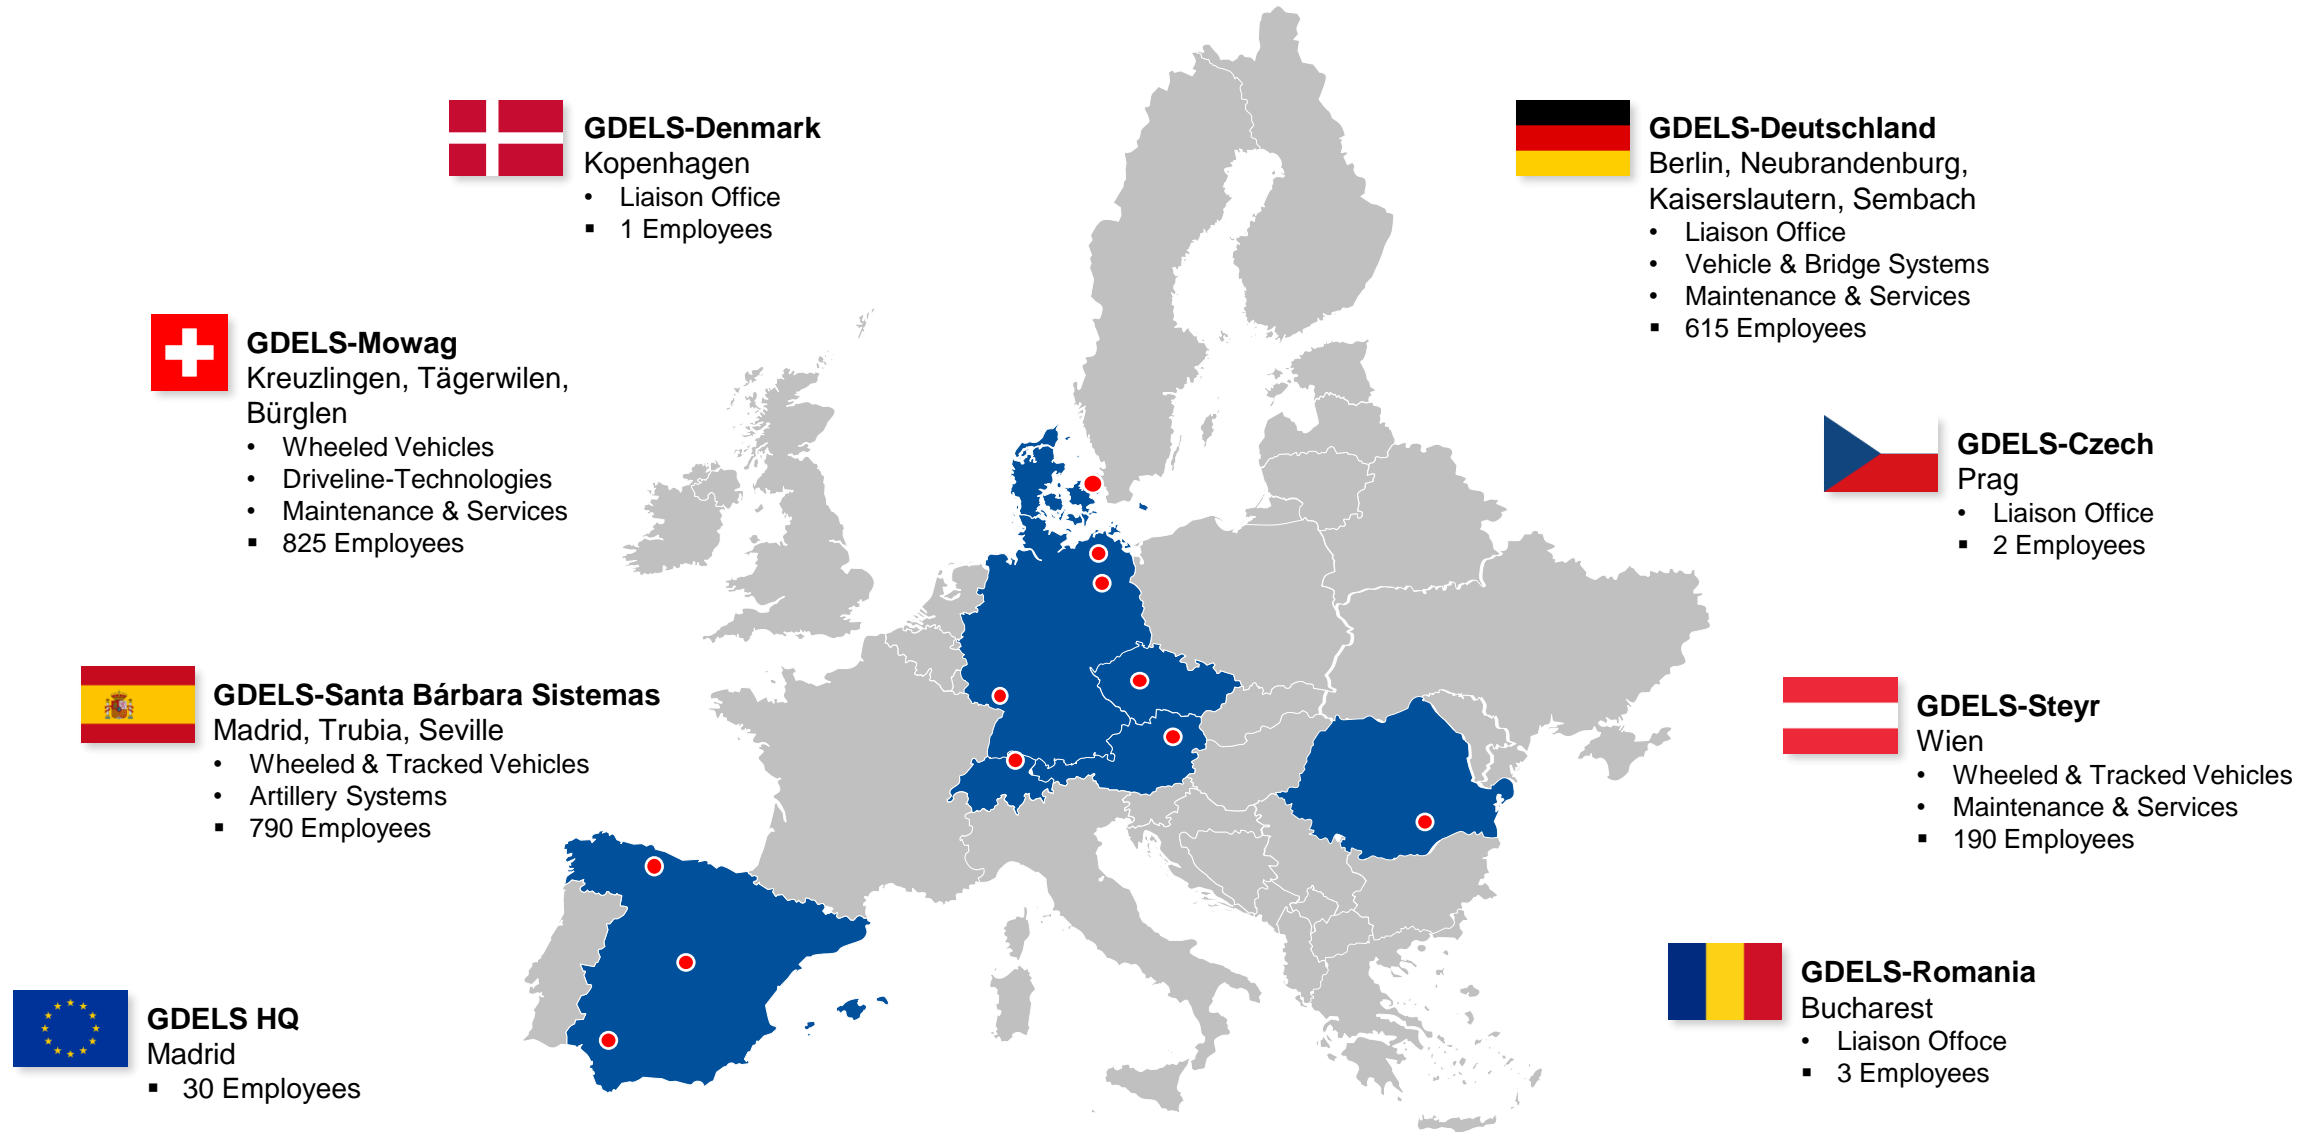 GDELS-Denmark
Kopenhagen
• Liaison Office
▪ 1 Employees
GDELS-Mowag
Kreuzlingen, Tägerwilen,
Bürglen
• Wheeled Vehicles
• Driveline-Technologies
• Maintenance & Services
▪ 825 Employees
GDELS-Santa Bárbara Sistemas
Madrid, Trubia, Seville
• Wheeled & Tracked Vehicles
• Artillery Systems
▪ 790 Employees
GDELS HQ
Madrid
▪ 30 Employees
GDELS-Deutschland
Berlin, Neubrandenburg,
Kaiserslautern, Sembach
• Liaison Office
• Vehicle & Bridge Systems
• Maintenance & Services
▪ 615 Employees
GDELS-Czech
Prag
• Liaison Office
▪ 2 Employees
GDELS-Steyr
Wien
• Wheeled & Tracked Vehicles
• Maintenance & Services
▪ 190 Employees
GDELS-Romania
Bucharest
• Liaison Offoce
▪ 3 Employees